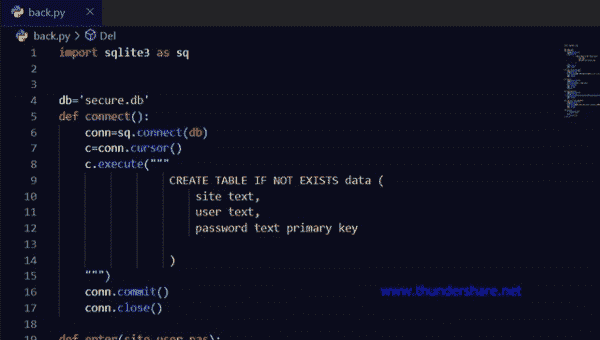 back.py ×
back.py > Del
1 import sqlite3 as sq
2
3
4 db='secure.db'
5 def connect():
6 conn=sq.connect(db)
7 c=conn.cursor()
8 c.execute("""
9 CREATE TABLE IF NOT EXISTS data (
10 site text,
11 user text,
12 password text primary key
13
14 )
15 """)
16 conn.commit()
17 conn.close()
18
19 def enter(site,user,pas):
www.thundershare.net